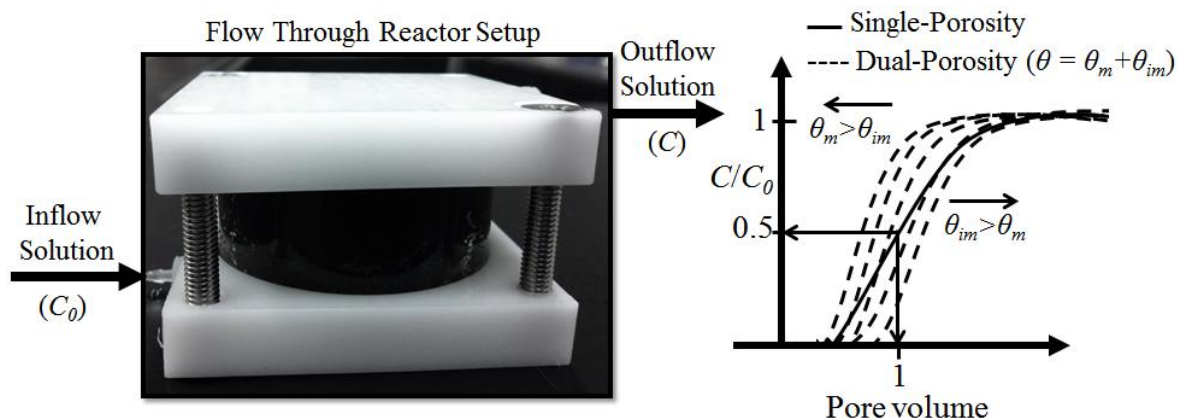 Flow Through Reactor Setup
Inflow
Solution
(C₀)
Outflow
Solution
(C)
Single-Porosity
Dual-Porosity (θ = θₘ+θᵢₘ)
1
θₘ>θᵢₘ
C/C₀
0.5
θᵢₘ>θₘ
1
Pore volume